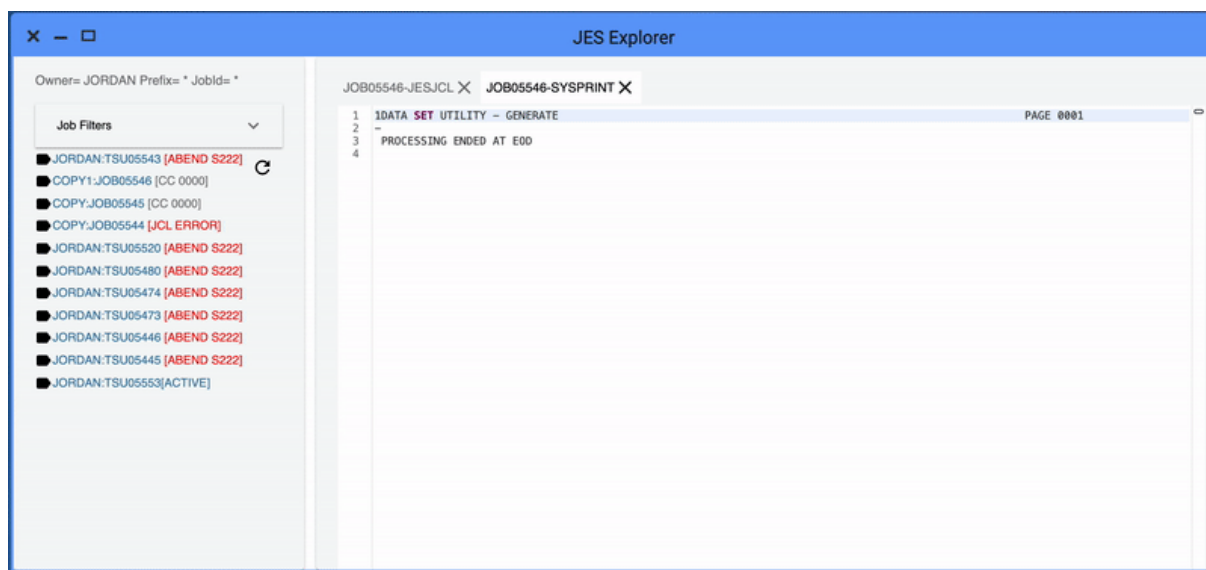 JES Explorer
Owner= JORDAN Prefix= * JobId= *
Job Filters
JORDAN:TSU05543 [ABEND S222]
COPY1:JOB05546 [CC 0000]
COPY:JOB05545 [CC 0000]
COPY:JOB05544 [JCL ERROR]
JORDAN:TSU05520 [ABEND S222]
JORDAN:TSU05480 [ABEND S222]
JORDAN:TSU05474 [ABEND S222]
JORDAN:TSU05473 [ABEND S222]
JORDAN:TSU05446 [ABEND S222]
JORDAN:TSU05445 [ABEND S222]
JORDAN:TSU05553[ACTIVE]
JOB05546-JESJCL JOB05546-SYSPRINT
1 1DATA SET UTILITY - GENERATE PAGE 0001
2 -
3 PROCESSING ENDED AT EOD
4